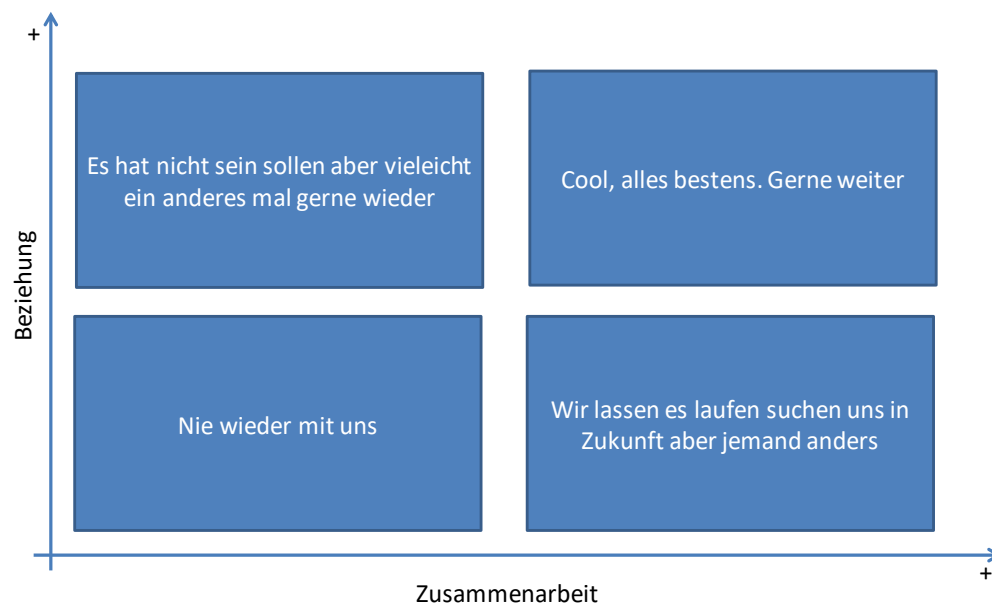 +
Es hat nicht sein sollen aber vieleicht
ein anderes mal gerne wieder
Cool, alles bestens. Gerne weiter
Beziehung
Nie wieder mit uns
Wir lassen es laufen suchen uns in
Zukunft aber jemand anders
+
Zusammenarbeit